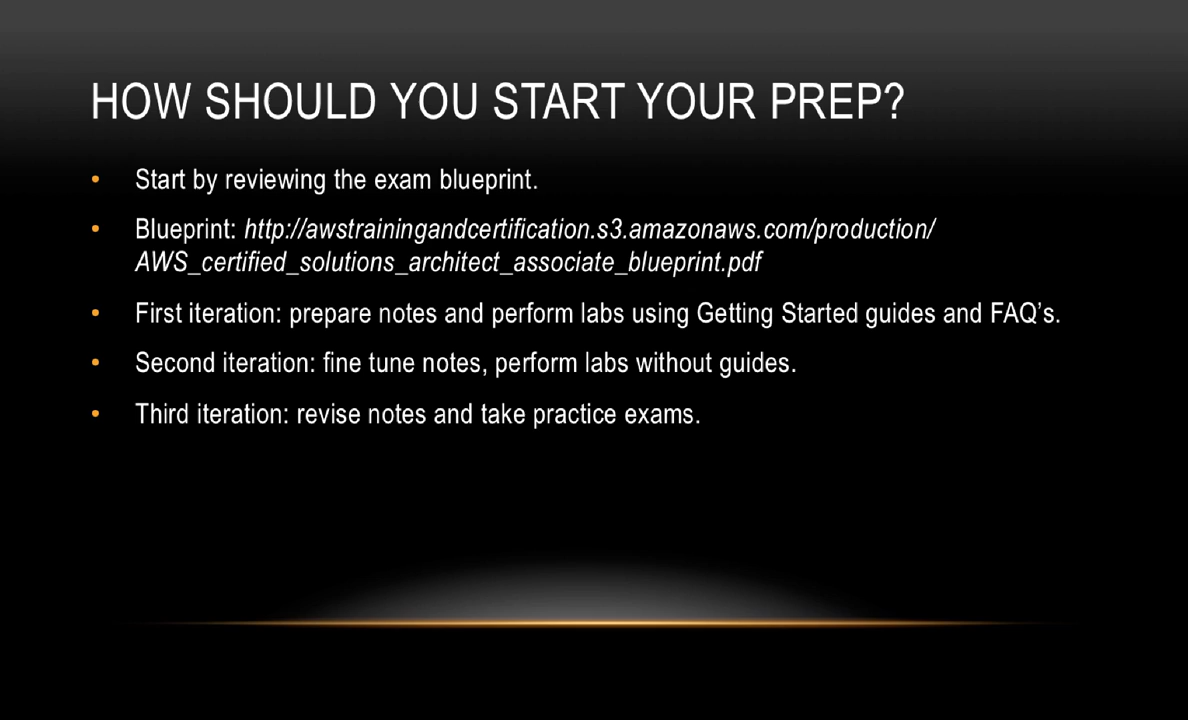 HOW SHOULD YOU START YOUR PREP?
• Start by reviewing the exam blueprint.
• Blueprint: http://awstrainingandcertification.s3.amazonaws.com/production/
AWS_certified_solutions_architect_associate_blueprint.pdf
• First iteration: prepare notes and perform labs using Getting Started guides and FAQ’s.
• Second iteration: fine tune notes, perform labs without guides.
• Third iteration: revise notes and take practice exams.